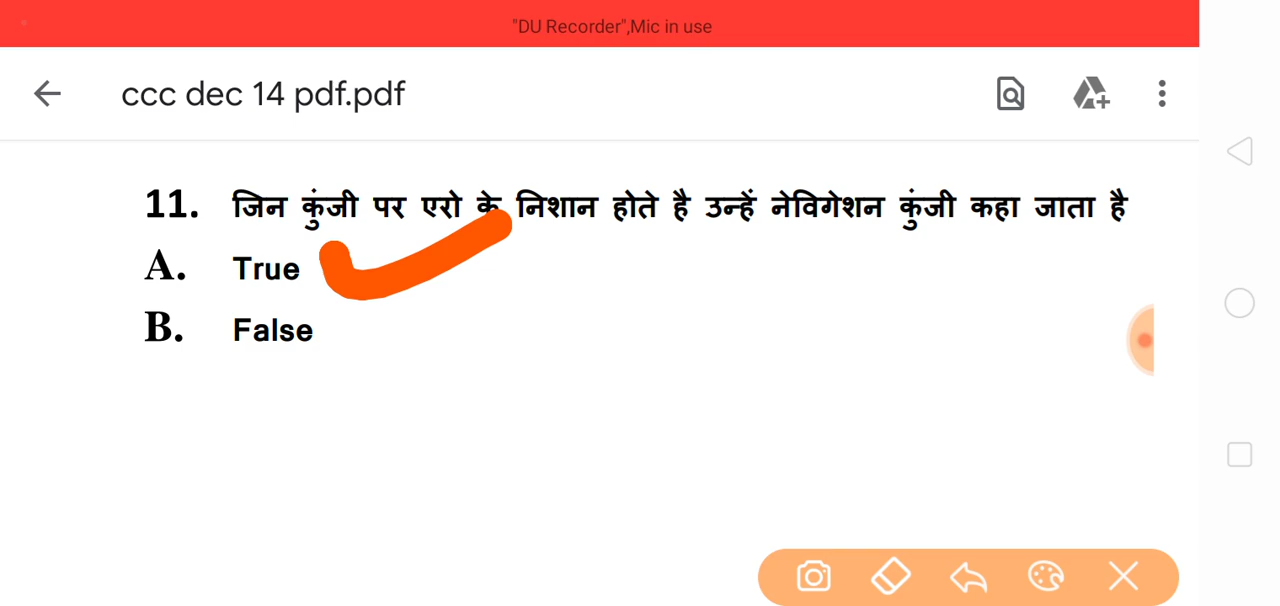 "DU Recorder",Mic in use
ccc dec 14 pdf.pdf
11. जिन कुंजी पर एरो के निशान होते है उन्हें नेविगेशन कुंजी कहा जाता है
A. True
B. False